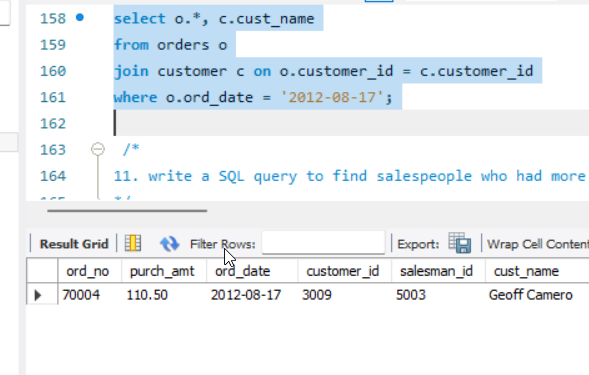 158 select o.*, c.cust_name
159 from orders o
160 join customer c on o.customer_id = c.customer_id
161 where o.ord_date = '2012-08-17';
162
163 /*
164 11. write a SQL query to find salespeople who had more
Result Grid Filter Rows: Export: Wrap Cell Content
ord_no purch_amt ord_date customer_id salesman_id cust_name
70004 110.50 2012-08-17 3009 5003 Geoff Camero